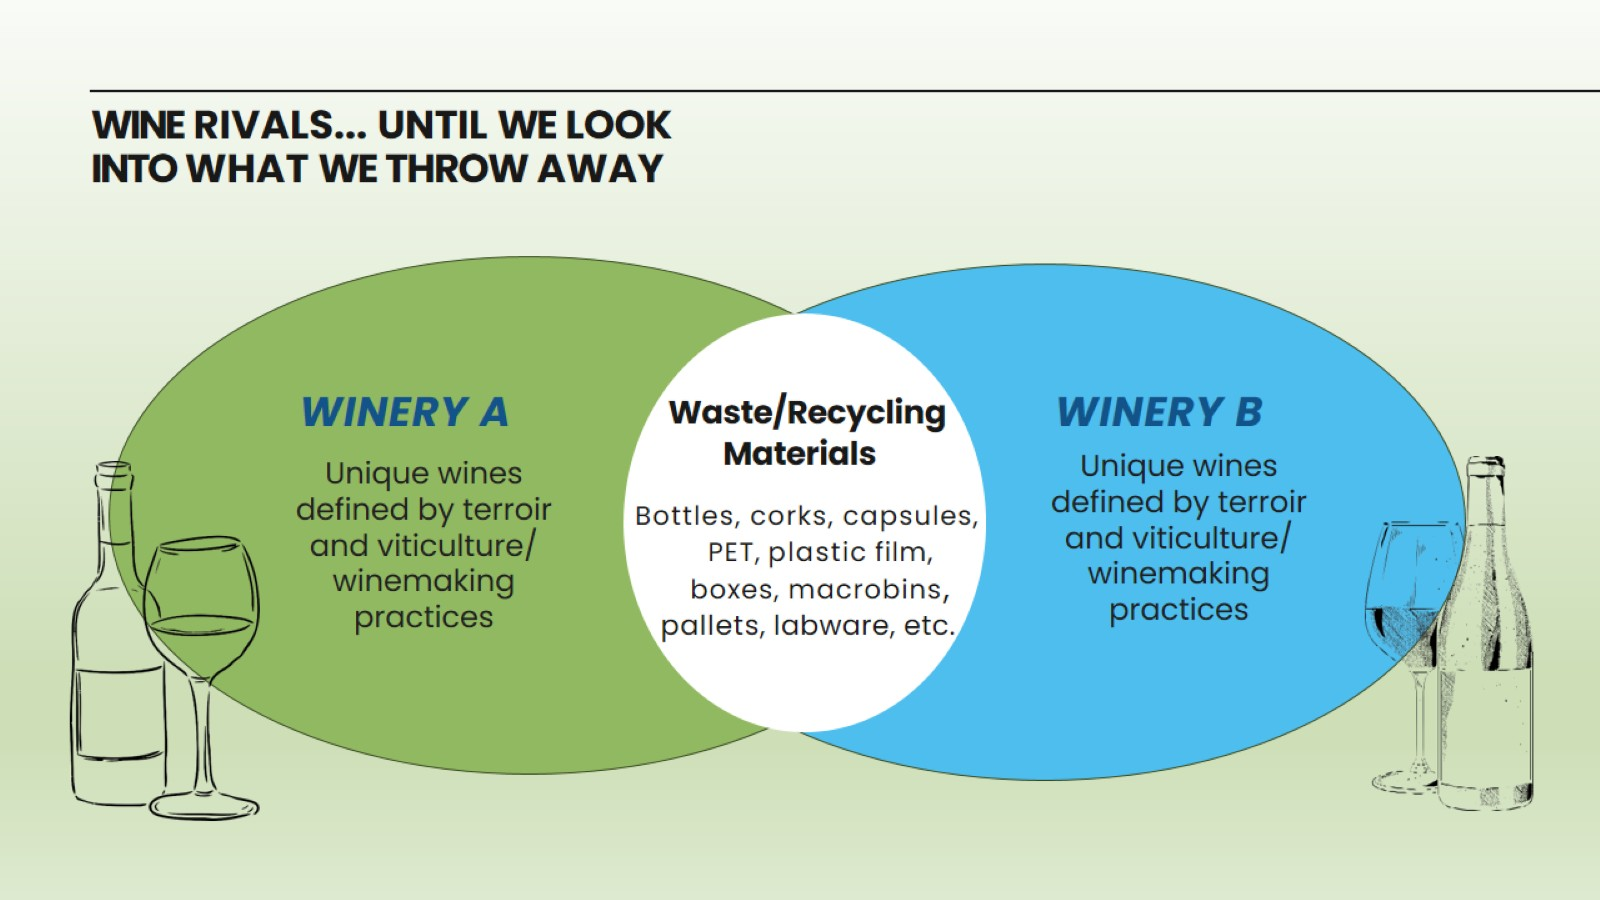 WINE RIVALS... UNTIL WE LOOK
INTO WHAT WE THROW AWAY
WINERY A
Unique wines
defined by terroir
and viticulture/
winemaking
practices
Waste/Recycling
Materials
Bottles, corks, capsules,
PET, plastic film,
boxes, macrobins,
pallets, labware, etc.
WINERY B
Unique wines
defined by terroir
and viticulture/
winemaking
practices